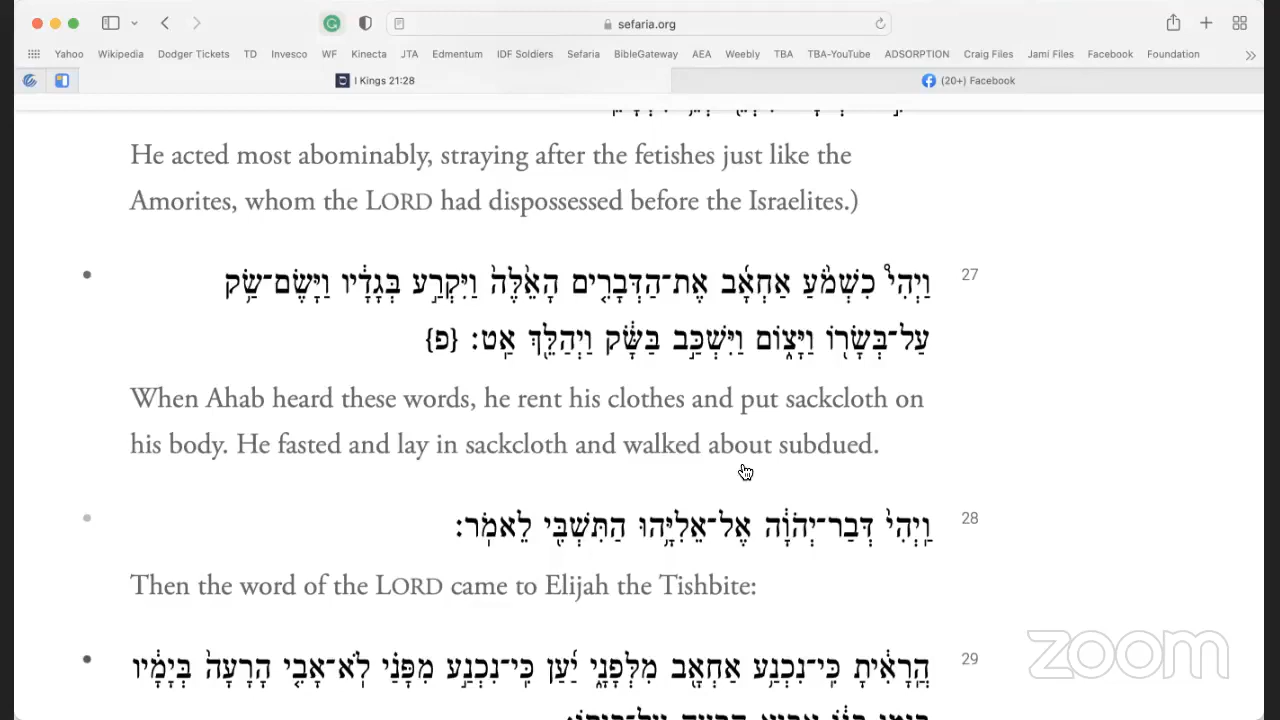 sefaria.org
Yahoo Wikipedia Dodger Tickets TD Invesco WF Kinecta JTA Edmentum IDF Soldiers Sefaria BibleGateway AEA Weebly TBA TBA-YouTube ADSORPTION Craig Files Jami Files Facebook Foundation
I Kings 21:28 (20+) Facebook
He acted most abominably, straying after the fetishes just like the
Amorites, whom the LORD had dispossessed before the Israelites.)
27
וַיְהִי֩ כִשְׁמֹ֨עַ אַחְאָ֜ב אֶת־הַדְּבָרִ֤ים הָאֵ֙לֶּה֙ וַיִּקְרַ֣ע בְּגָדָ֔יו וַיָּֽשֶׂם־שַׂ֥ק
עַל־בְּשָׂר֖וֹ וַיָּצ֑וֹם וַיִּשְׁכַּ֣ב בַּשָּׂ֔ק וַיְהַלֵּ֖ךְ אַֽט׃ {פ}
When Ahab heard these words, he rent his clothes and put sackcloth on
his body. He fasted and lay in sackcloth and walked about subdued.
28
וַֽיְהִי֙ דְּבַר־יְהֹוָ֔ה אֶל־אֵלִיָּ֥הוּ הַתִּשְׁבִּ֖י לֵאמֹֽר׃
Then the word of the LORD came to Elijah the Tishbite:
29
הֲֽרָאִ֔יתָ כִּֽי־נִכְנַ֥ע אַחְאָ֖ב מִלְּפָנָ֑י יַ֜עַן כִּֽי־נִכְנַ֣ע מִפָּנַ֗י לֹֽא־אָבִ֤י הָרָעָה֙ בְּיָמָ֔יו
zoom